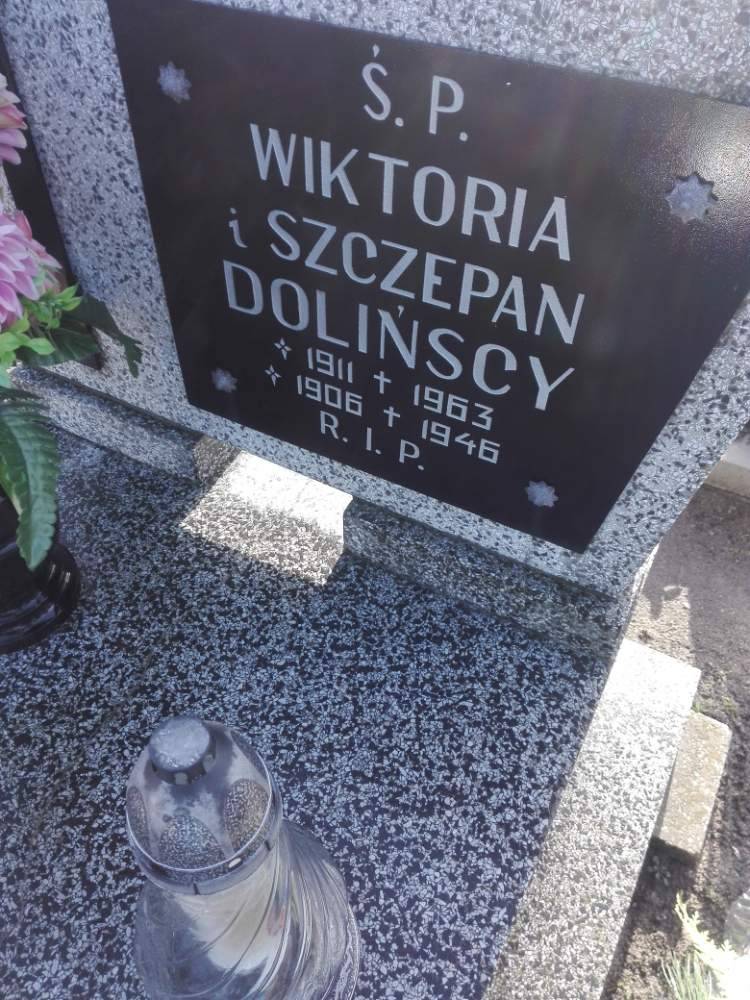 Ś. P.
WIKTORIA
i SZCZEPAN
DOLIŃSCY
* 1911 † 1963
* 1906 † 1946
R. I. P.